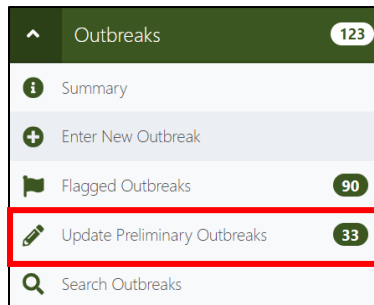 Outbreaks 123
Summary
Enter New Outbreak
Flagged Outbreaks 90
Update Preliminary Outbreaks 33
Search Outbreaks